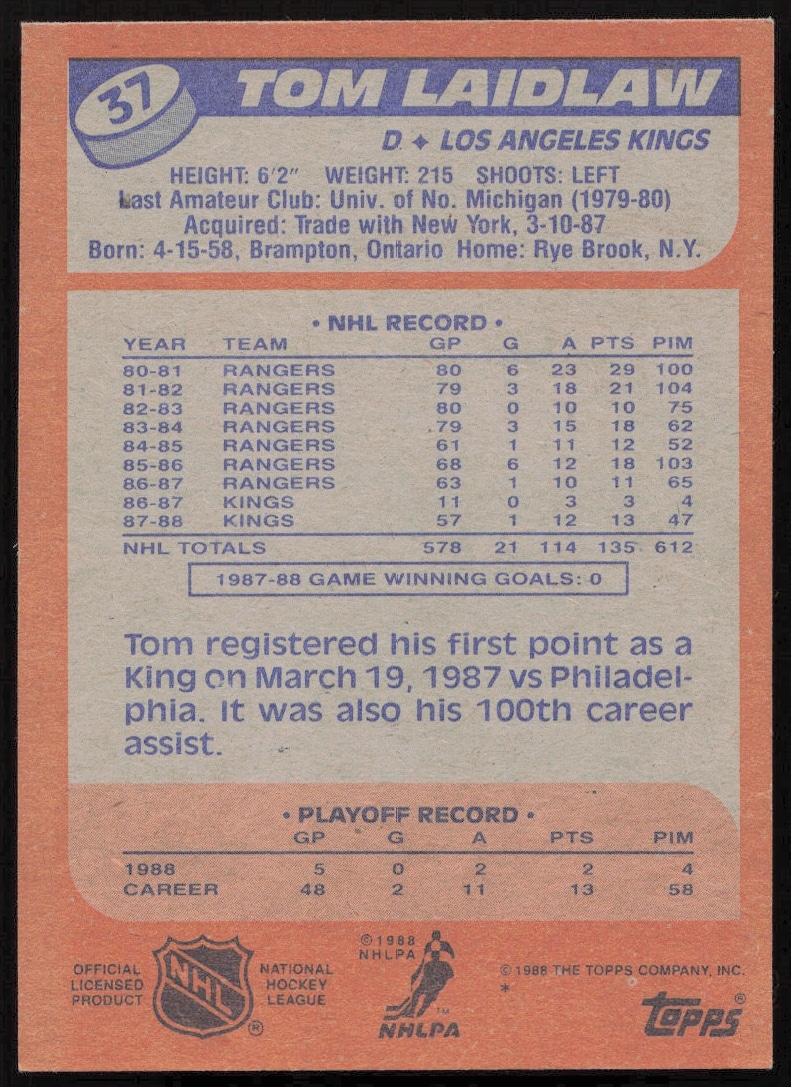 37
TOM LAIDLAW
D ✦ LOS ANGELES KINGS
HEIGHT: 6'2" WEIGHT: 215 SHOOTS: LEFT
Last Amateur Club: Univ. of No. Michigan (1979-80)
Acquired: Trade with New York, 3-10-87
Born: 4-15-58, Brampton, Ontario Home: Rye Brook, N.Y.
• NHL RECORD •
YEAR TEAM GP G A PTS PIM
80-81 RANGERS 80 6 23 29 100
81-82 RANGERS 79 3 18 21 104
82-83 RANGERS 80 0 10 10 75
83-84 RANGERS 79 3 15 18 62
84-85 RANGERS 61 1 11 12 52
85-86 RANGERS 68 6 12 18 103
86-87 RANGERS 63 1 10 11 65
86-87 KINGS 11 0 3 3 4
87-88 KINGS 57 1 12 13 47
NHL TOTALS 578 21 114 135 612
1987-88 GAME WINNING GOALS: 0
Tom registered his first point as a
King on March 19, 1987 vs Philadel-
phia. It was also his 100th career
assist.
• PLAYOFF RECORD •
GP G A PTS PIM
1988 5 0 2 2 4
CAREER 48 2 11 13 58
OFFICIAL
LICENSED
PRODUCT
NHL
®
NATIONAL
HOCKEY
LEAGUE
© 1988
NHLPA
TM
NHLPA
© 1988 THE TOPPS COMPANY, INC.
*
Topps®